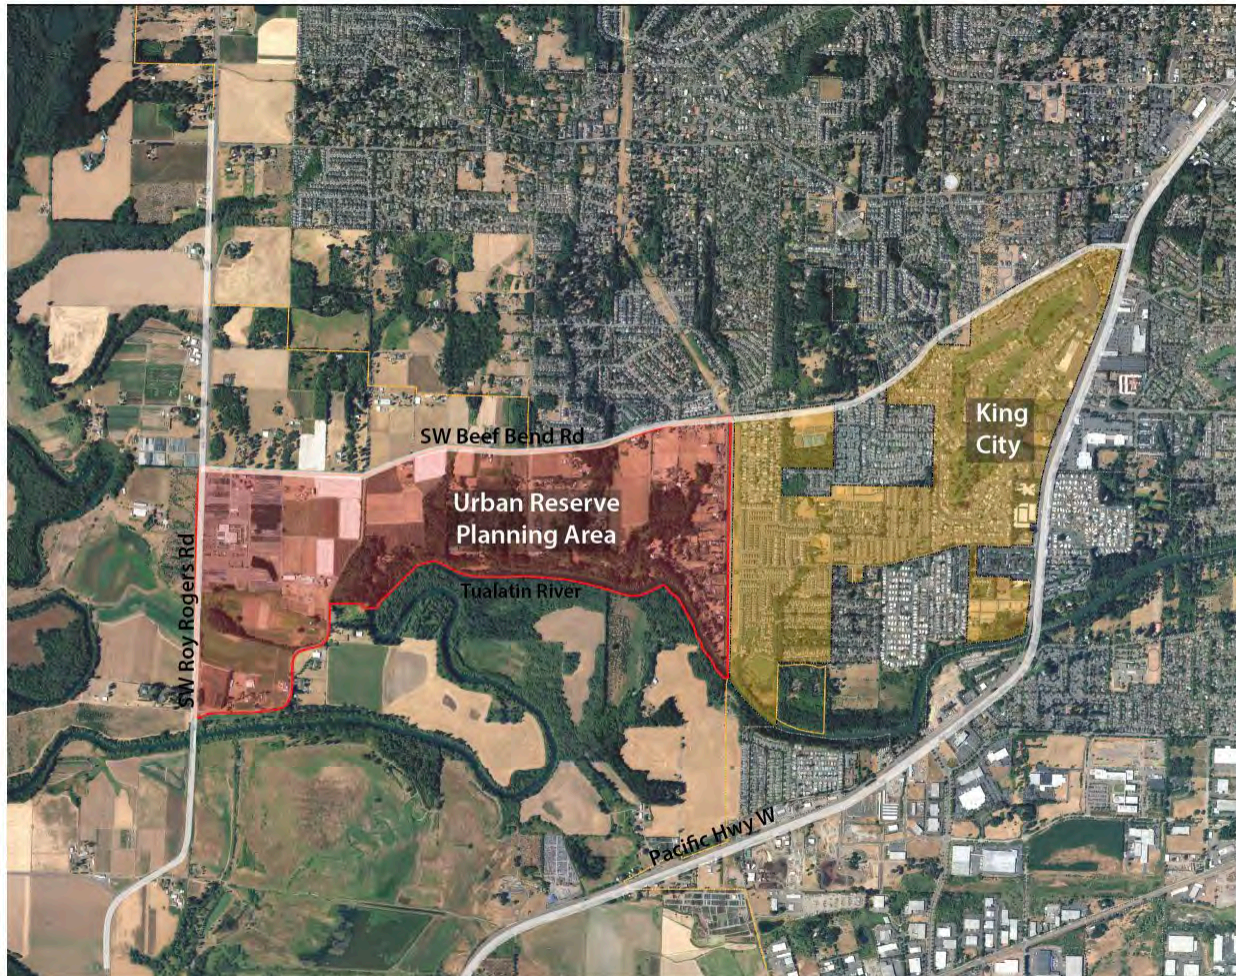 King
City
SW Beef Bend Rd
Urban Reserve
Planning Area
SW Roy Rogers Rd
Tualatin River
Pacific Hwy W